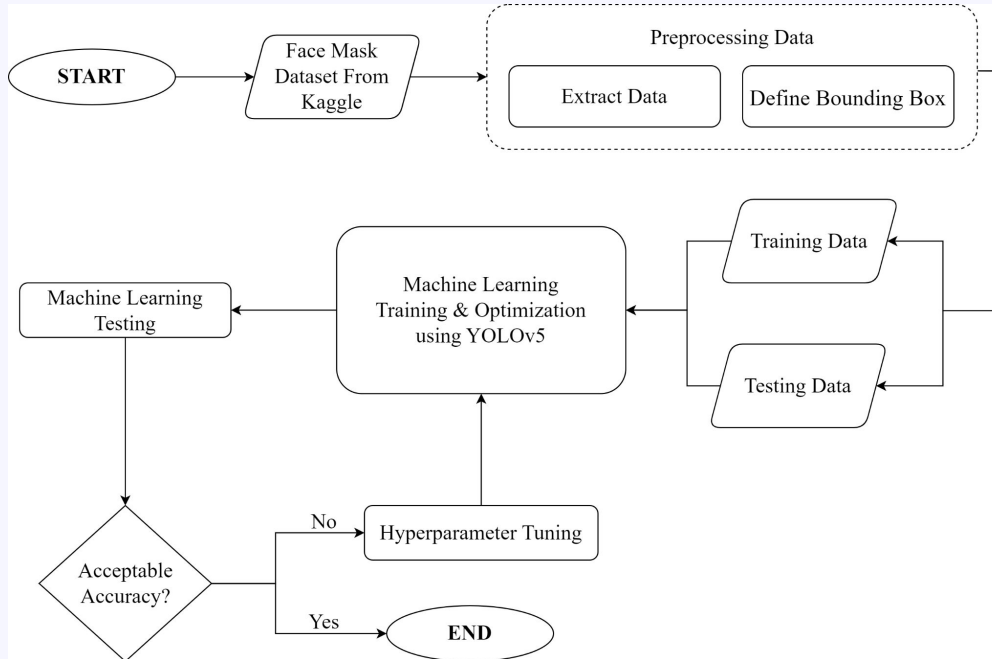 START
Face Mask
Dataset From
Kaggle
Preprocessing Data
Extract Data
Define Bounding Box
Training Data
Testing Data
Machine Learning
Training & Optimization
using YOLOv5
Machine Learning
Testing
Acceptable
Accuracy?
No
Hyperparameter Tuning
Yes
END